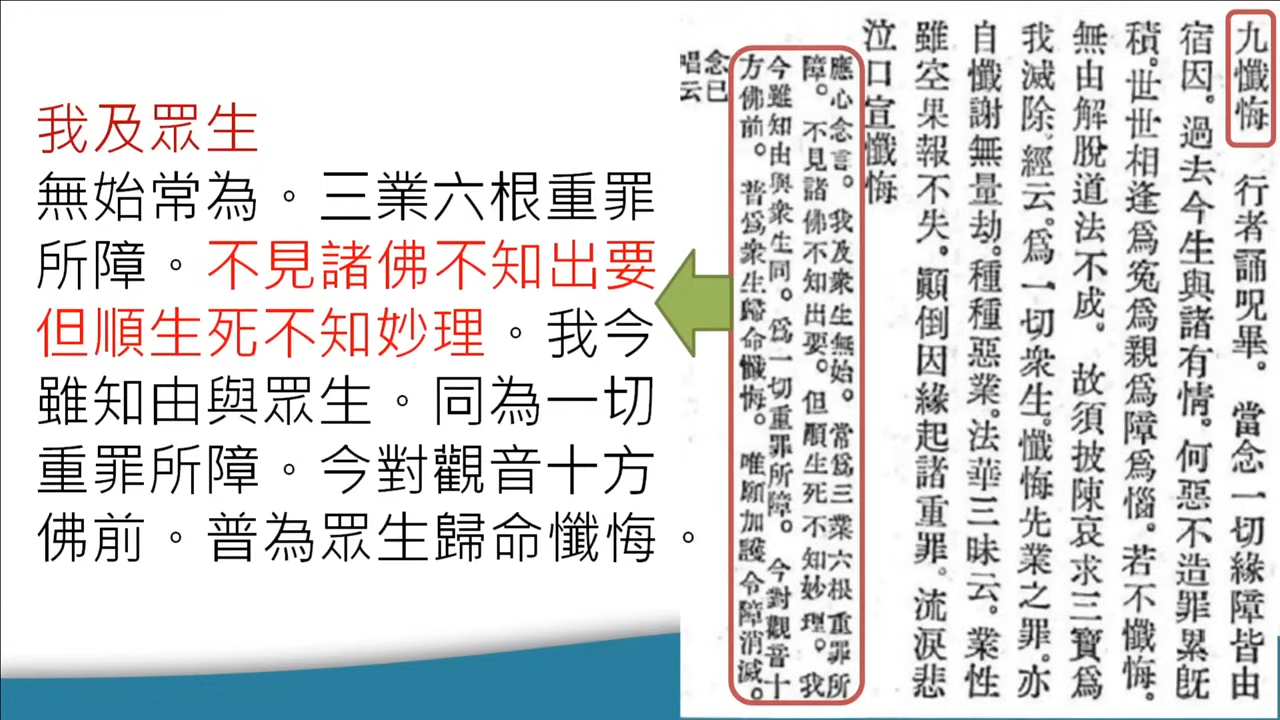 我及眾生
無始常為。三業六根重罪
所障。不見諸佛不知出要
但順生死不知妙理。我今
雖知由與眾生。同為一切
重罪所障。今對觀音十方
佛前。普為眾生歸命懺悔。
九懺悔 行者誦呪畢。當念一切緣障皆由
宿因。過去今生與諸有情。何惡不造罪累旣
積。世世相逢爲寃爲親爲障爲惱。若不懺悔。
無由解脫道法不成。故須披陳哀求三寶爲
我滅除。經云。爲一切衆生。懺悔先業之罪。亦
自懺謝無量劫。種種惡業。法華三昧云。業性
雖空果報不失。顚倒因緣起諸重罪。流淚悲
泣口宣懺悔
應心念言。我及衆生無始。常爲三業六根重罪所
障。不見諸佛不知出要。但順生死不知妙理。我
今雖知由與衆生同。爲一切重罪所障。今對觀音十
方佛前。普爲衆生歸命懺悔。唯願加護令障消滅。
念已
唱云